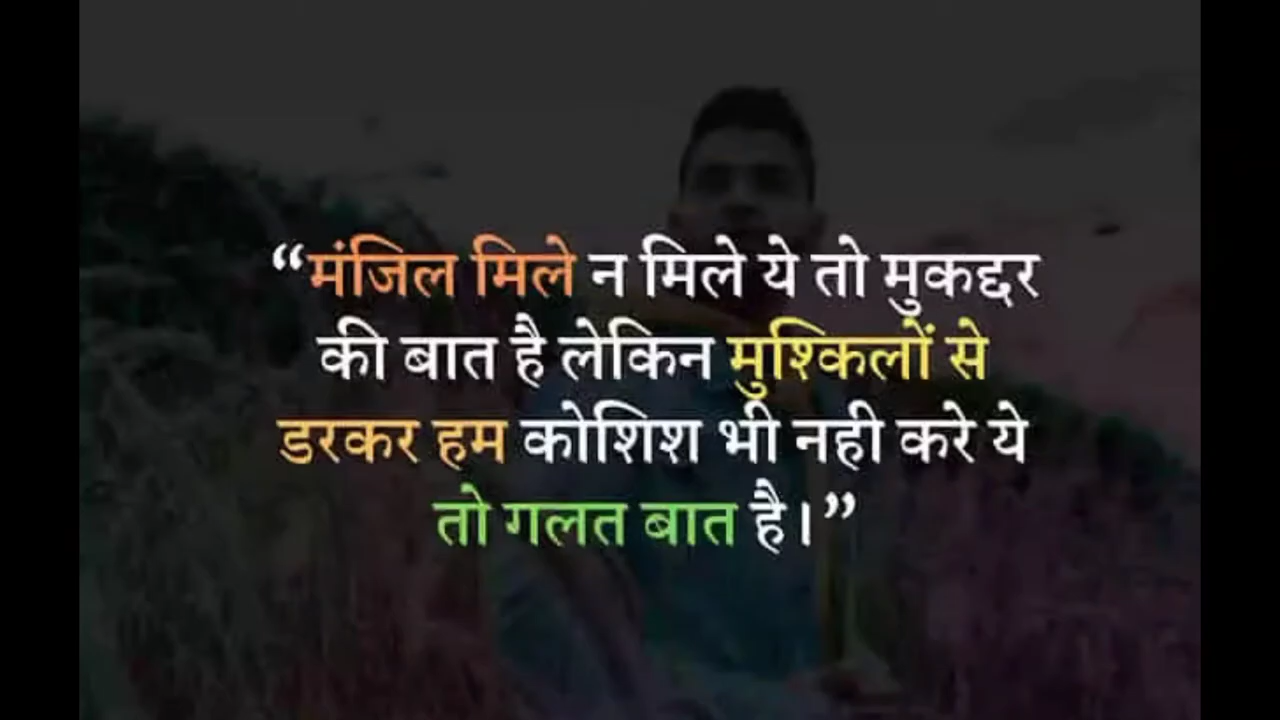 “मंजिल मिले न मिले ये तो मुकद्दर
की बात है लेकिन मुश्किलों से
डरकर हम कोशिश भी नही करे ये
तो गलत बात है।”